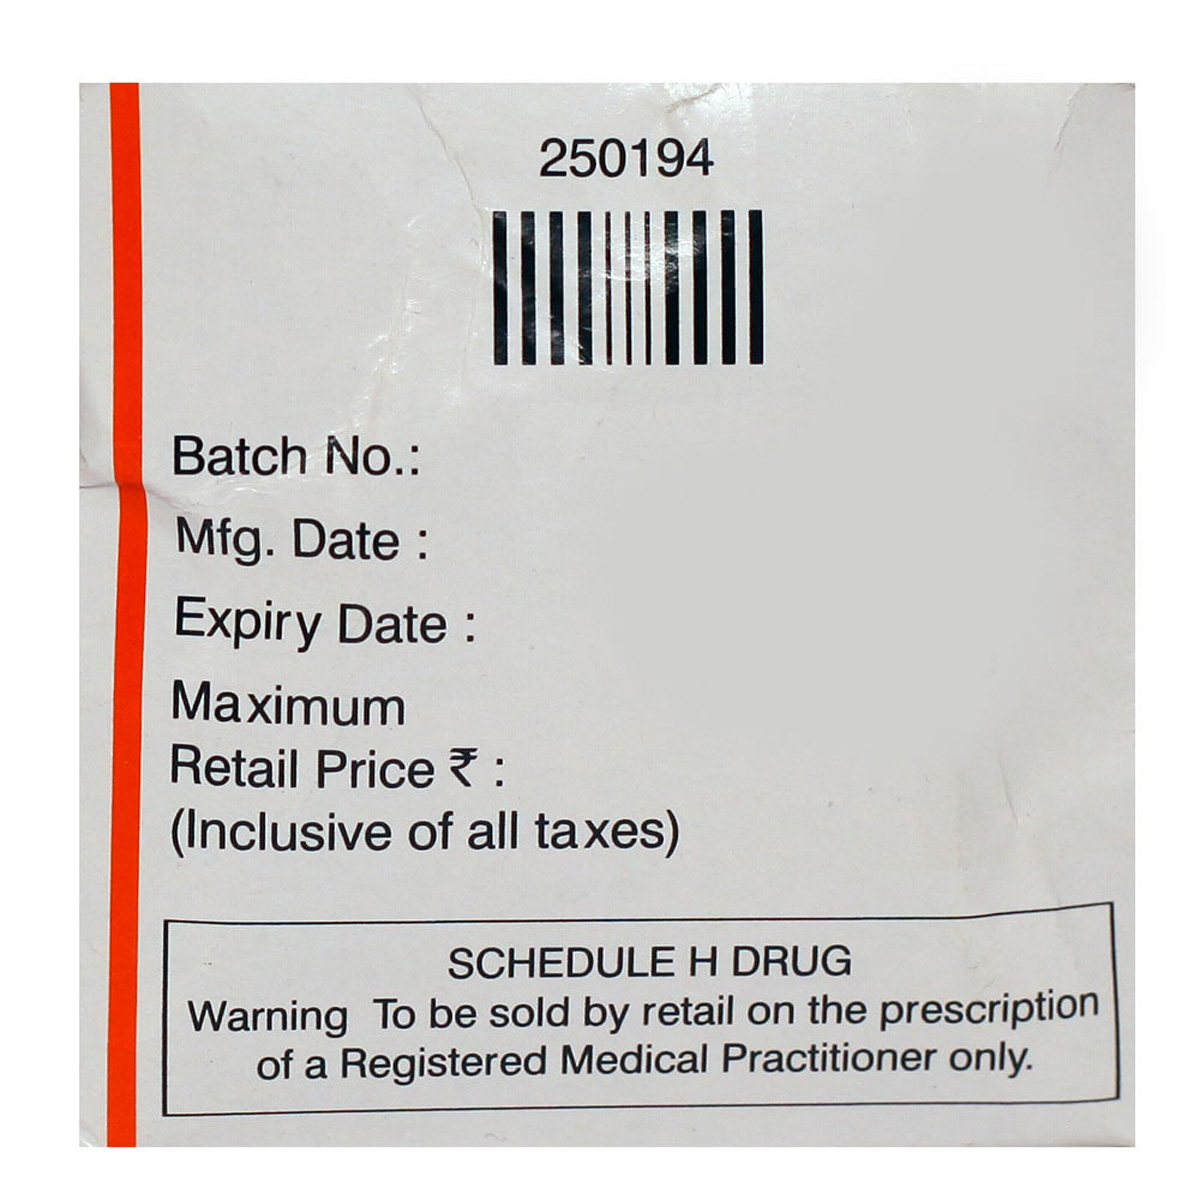 250194
Batch No.:
Mfg. Date :
Expiry Date :
Maximum
Retail Price ₹ :
(Inclusive of all taxes)
SCHEDULE H DRUG
Warning To be sold by retail on the prescription
of a Registered Medical Practitioner only.